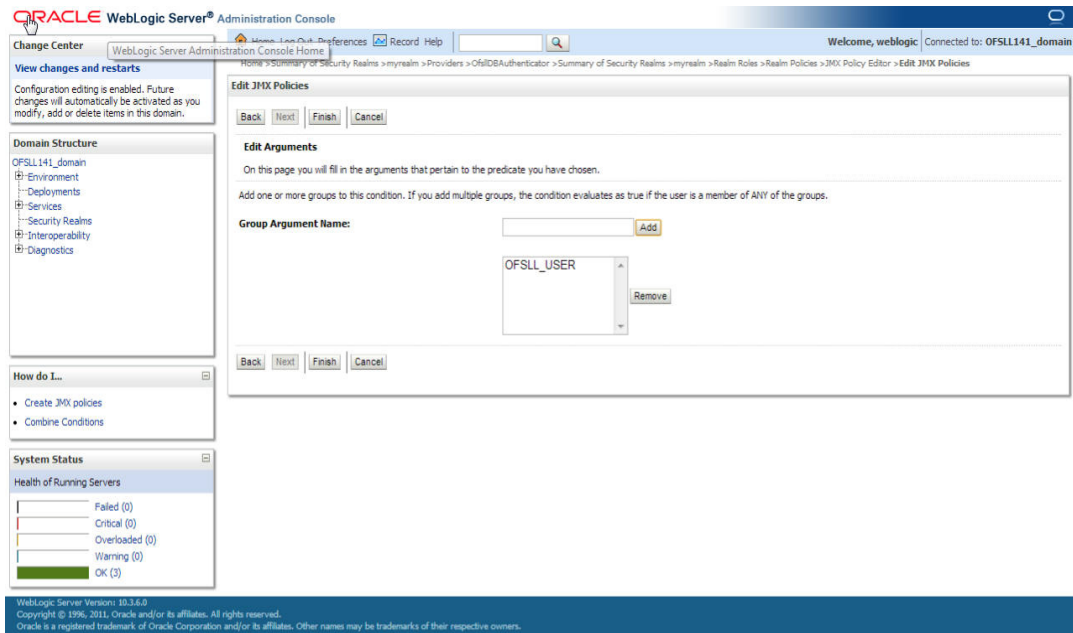 ORACLE WebLogic Server® Administration Console
Change Center
View changes and restarts
Configuration editing is enabled. Future
changes will automatically be activated as you
modify, add or delete items in this domain.
WebLogic Server Administration Console Home
Home Log Out Preferences Record Help
Welcome, weblogic Connected to: OFSLL141_domain
Home >Summary of Security Realms >myrealm >Providers >OfsllDBAuthenticator >Summary of Security Realms >myrealm >Realm Roles >Realm Policies >JMX Policy Editor >Edit JMX Policies
Domain Structure
OFSLL141_domain
Environment
Deployments
Services
Security Realms
Interoperability
Diagnostics
Edit JMX Policies
Back Next Finish Cancel
Edit Arguments
On this page you will fill in the arguments that pertain to the predicate you have chosen.
Add one or more groups to this condition. If you add multiple groups, the condition evaluates as true if the user is a member of ANY of the groups.
Group Argument Name:
Add
OFSLL_USER
Remove
Back Next Finish Cancel
How do I...
• Create JMX policies
• Combine Conditions
System Status
Health of Running Servers
Failed (0)
Critical (0)
Overloaded (0)
Warning (0)
OK (3)
WebLogic Server Version: 10.3.6.0
Copyright © 1996, 2011, Oracle and/or its affiliates. All rights reserved.
Oracle is a registered trademark of Oracle Corporation and/or its affiliates. Other names may be trademarks of their respective owners.